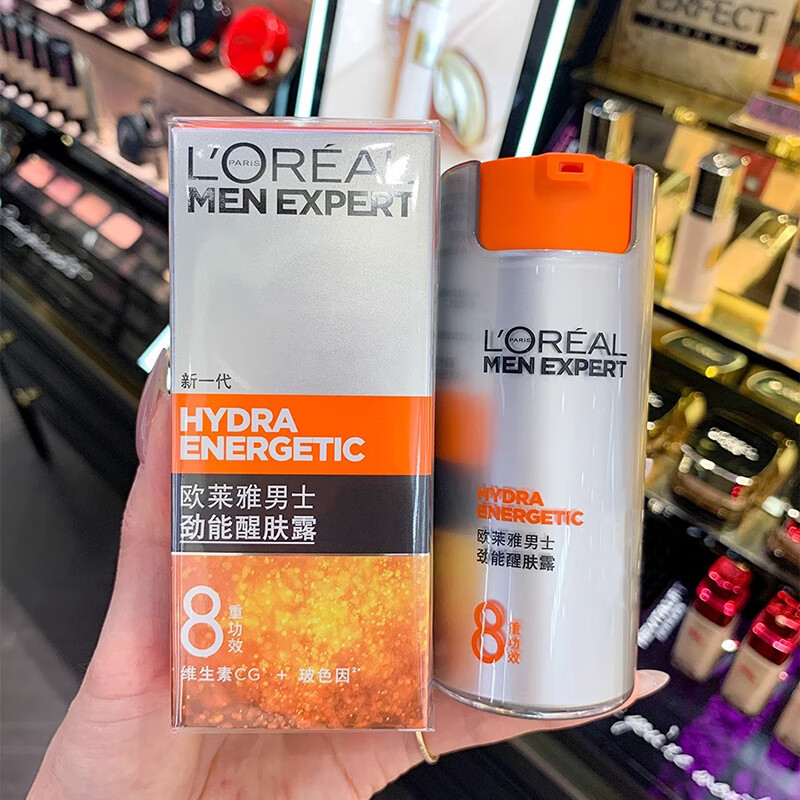 PERFECT
L'ORÉAL
PARIS
MEN EXPERT
新一代
HYDRA
ENERGETIC
欧莱雅男士
劲能醒肤露
8重功效
维生素CG + 玻色因
L'ORÉAL
PARIS
MEN EXPERT
HYDRA
ENERGETIC
欧莱雅男士
劲能醒肤露
8重功效